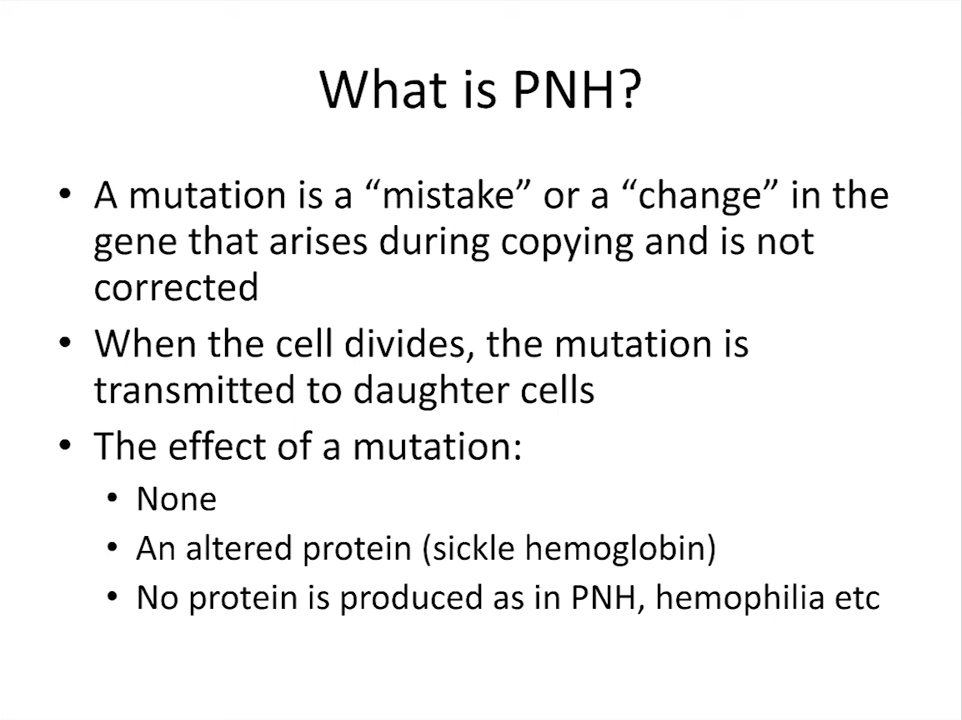 What is PNH?
• A mutation is a “mistake” or a “change” in the
gene that arises during copying and is not
corrected
• When the cell divides, the mutation is
transmitted to daughter cells
• The effect of a mutation:
• None
• An altered protein (sickle hemoglobin)
• No protein is produced as in PNH, hemophilia etc